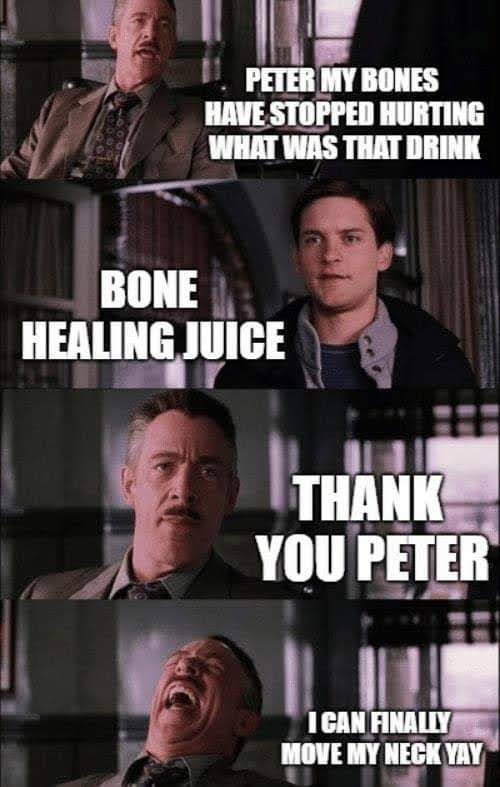 PETER MY BONES
HAVE STOPPED HURTING
WHAT WAS THAT DRINK
BONE
HEALING JUICE
THANK
YOU PETER
I CAN FINALLY
MOVE MY NECK YAY